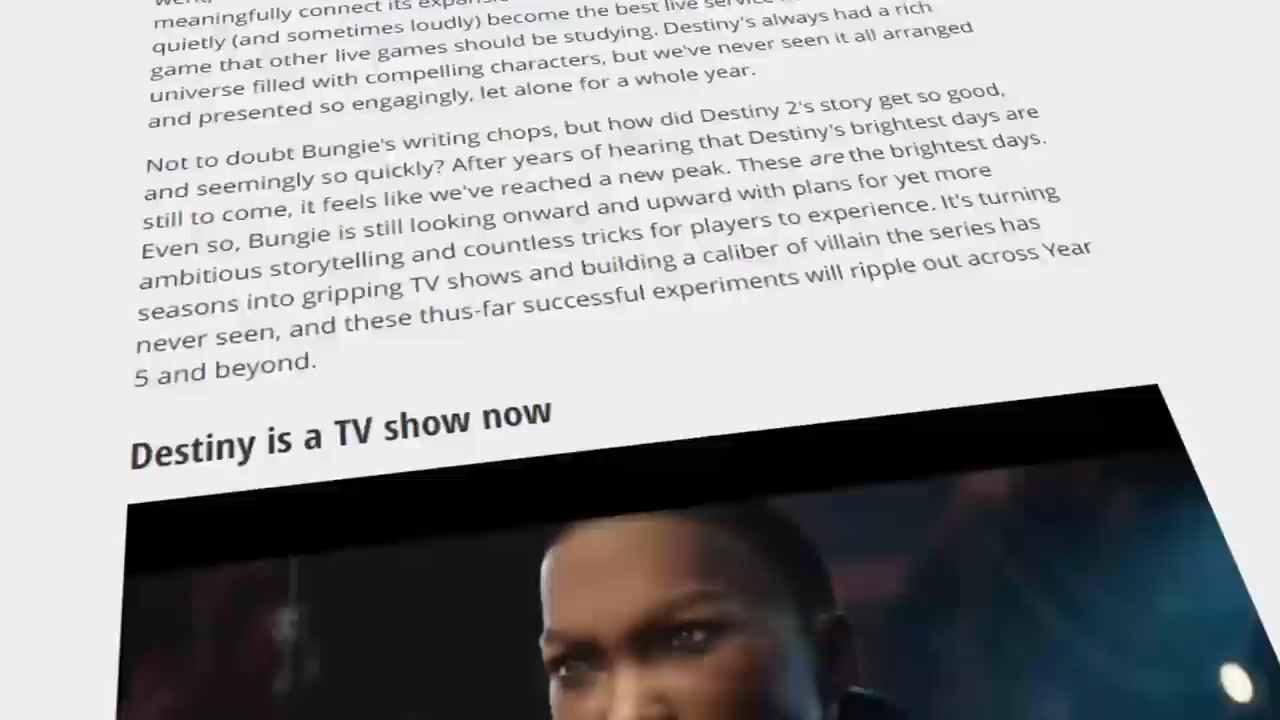 meaningfully connect its
quietly (and sometimes loudly) become the best live
game that other live games should be studying. Destiny's always had a rich
universe filled with compelling characters, but we've never seen it all arranged
and presented so engagingly, let alone for a whole year.
Not to doubt Bungie's writing chops, but how did Destiny 2's story get so good,
and seemingly so quickly? After years of hearing that Destiny's brightest days are
still to come, it feels like we've reached a new peak. These are the brightest days.
Even so, Bungie is still looking onward and upward with plans for yet more
ambitious storytelling and countless tricks for players to experience. It's turning
seasons into gripping TV shows and building a caliber of villain the series has
never seen, and these thus-far successful experiments will ripple out across Year
5 and beyond.
Destiny is a TV show now